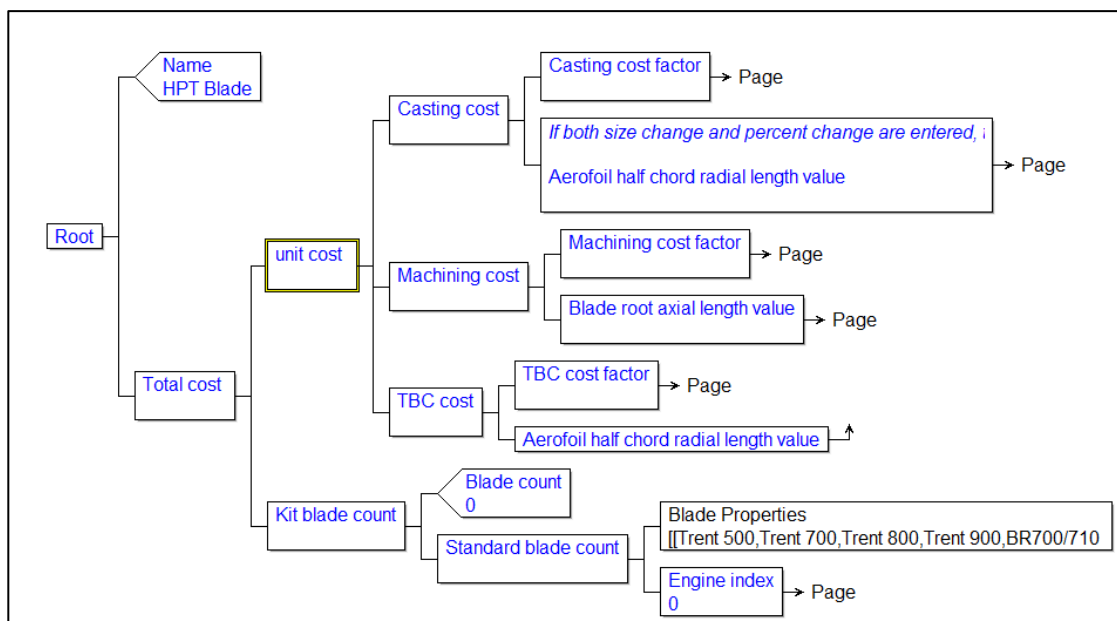 Name
HPT Blade
Casting cost factor
Page
Casting cost
If both size change and percent change are entered,
Aerofoil half chord radial length value
Page
Root
unit cost
Machining cost factor
Page
Machining cost
Blade root axial length value
Page
Total cost
TBC cost factor
Page
TBC cost
Aerofoil half chord radial length value
Kit blade count
Blade count
0
Standard blade count
Blade Properties
[[Trent 500,Trent 700,Trent 800,Trent 900,BR700/710
Engine index
0
Page